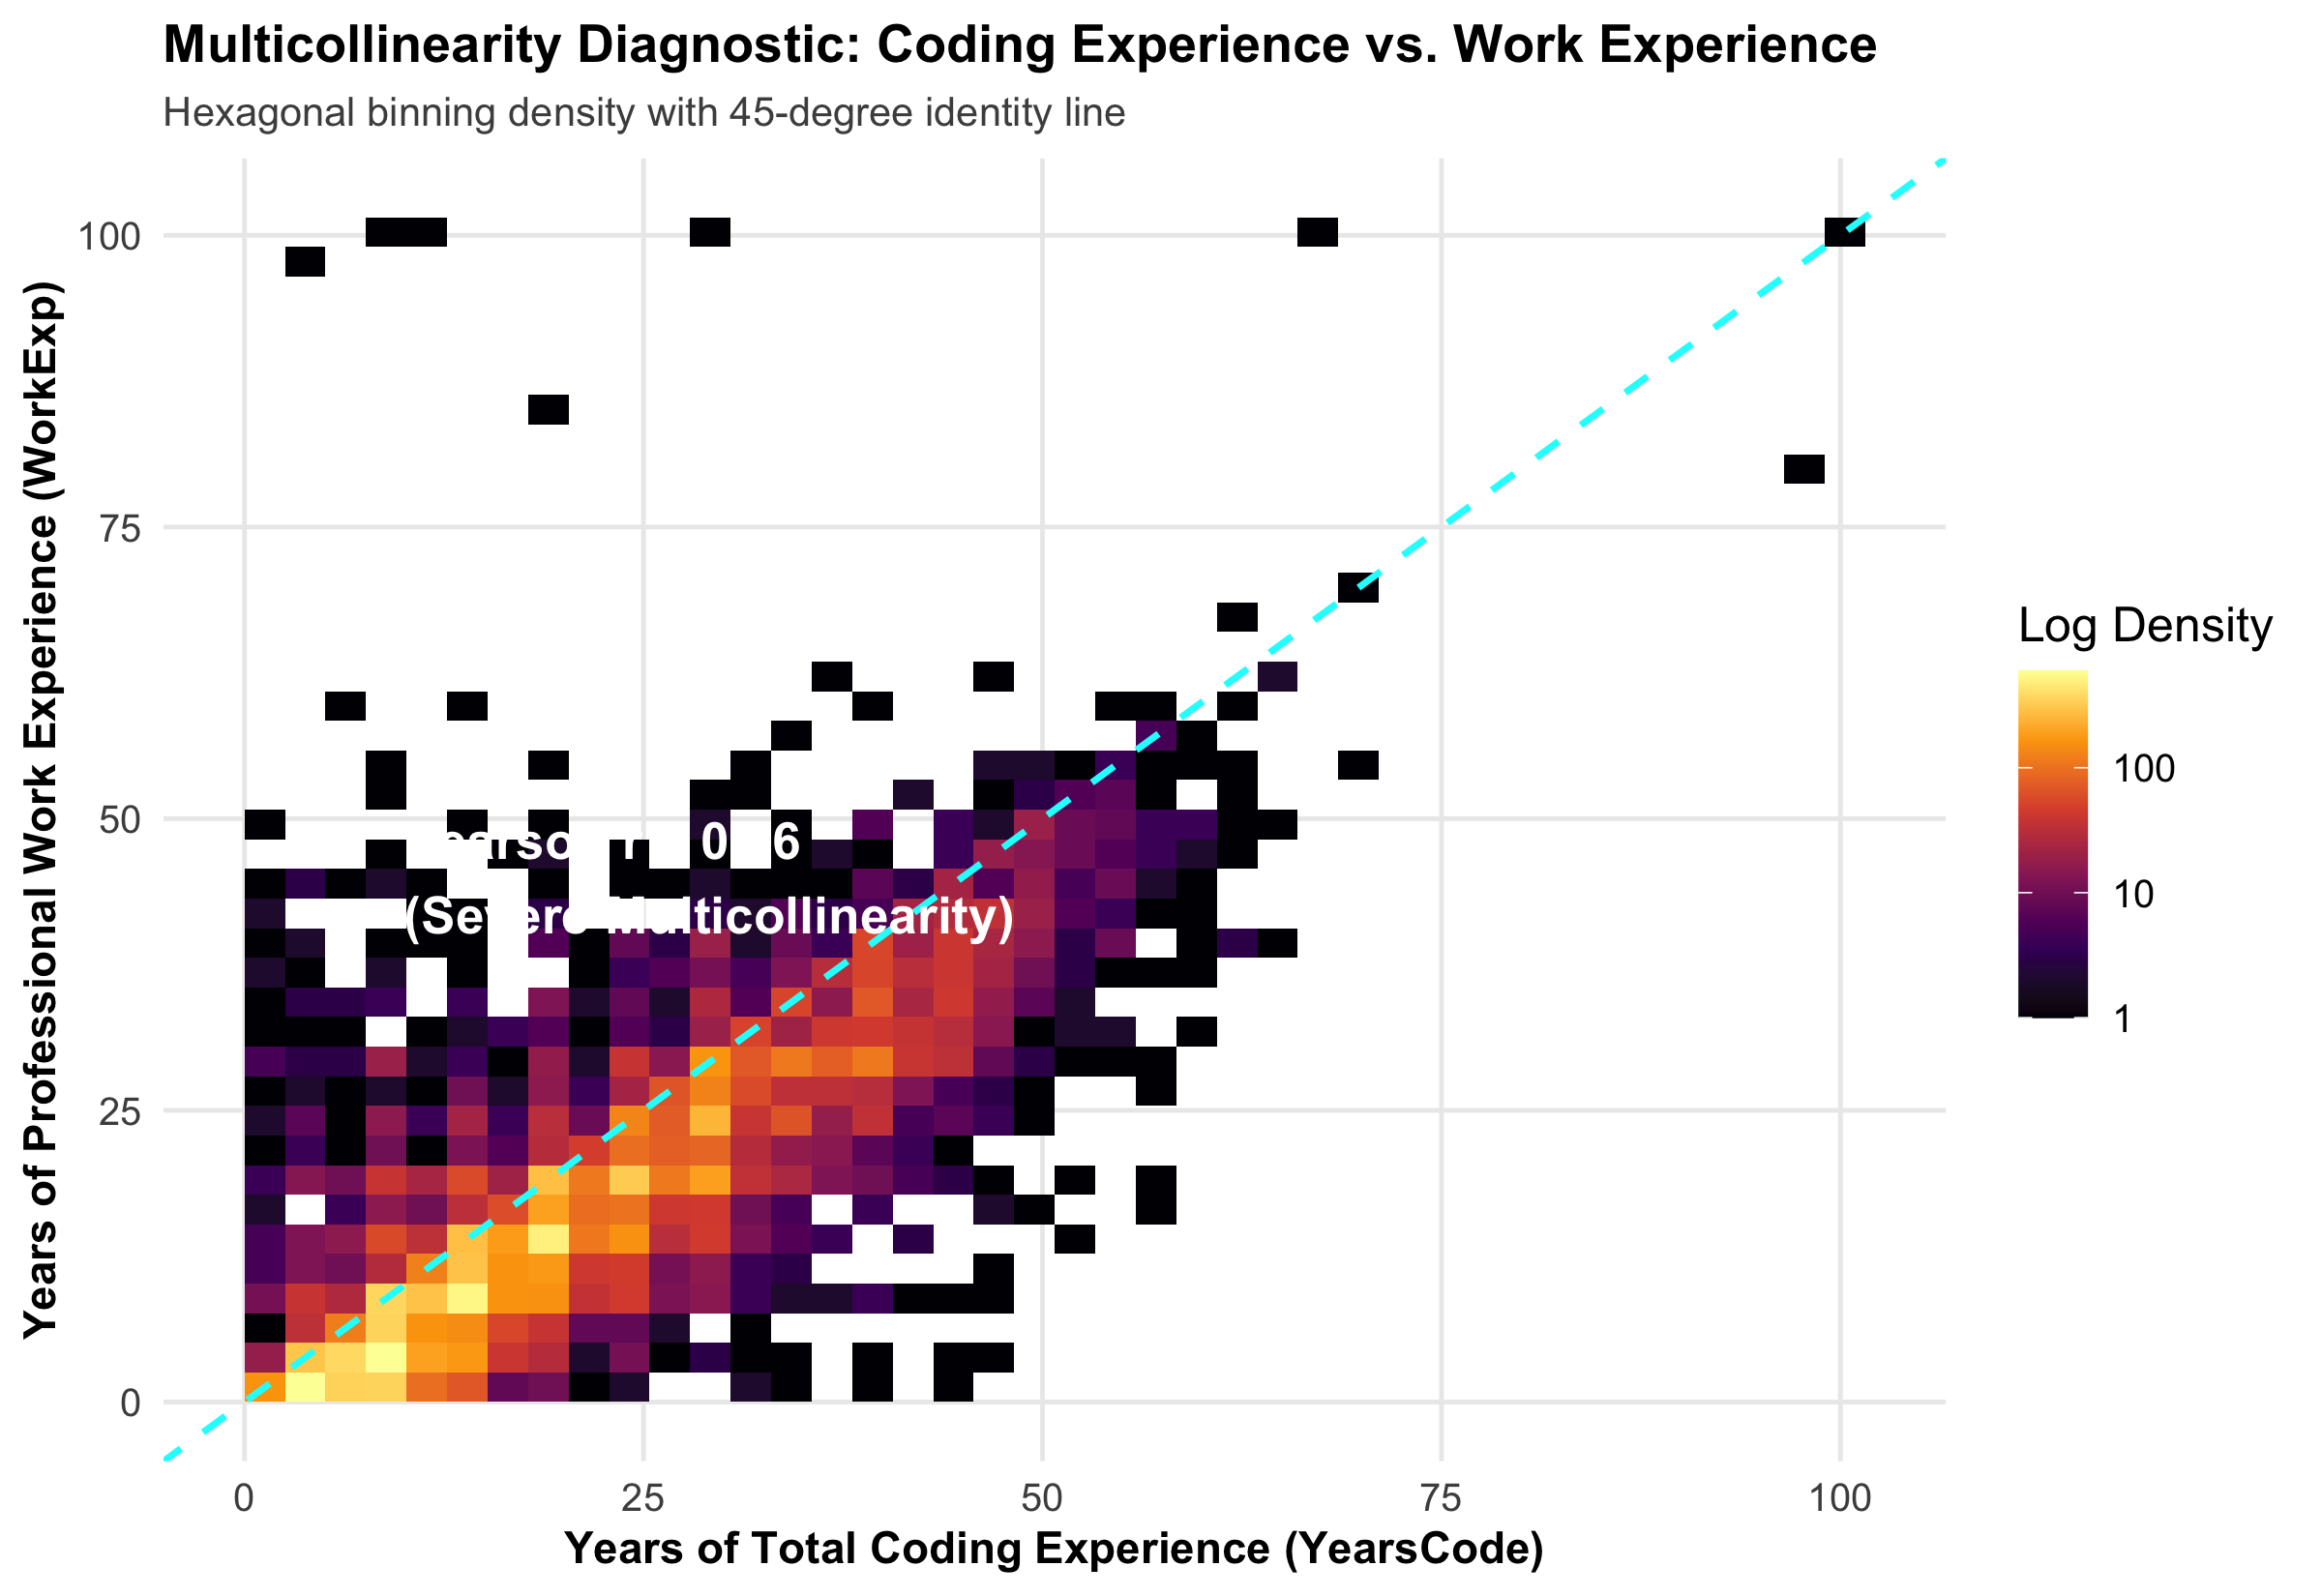 Multicollinearity Diagnostic: Coding Experience vs. Work Experience
Hexagonal binning density with 45-degree identity line
Years of Professional Work Experience (WorkExp)
100
75
50
25
0
(Severe Multicollinearity)
0
25
50
75
100
Years of Total Coding Experience (YearsCode)
Log Density
100
10
1